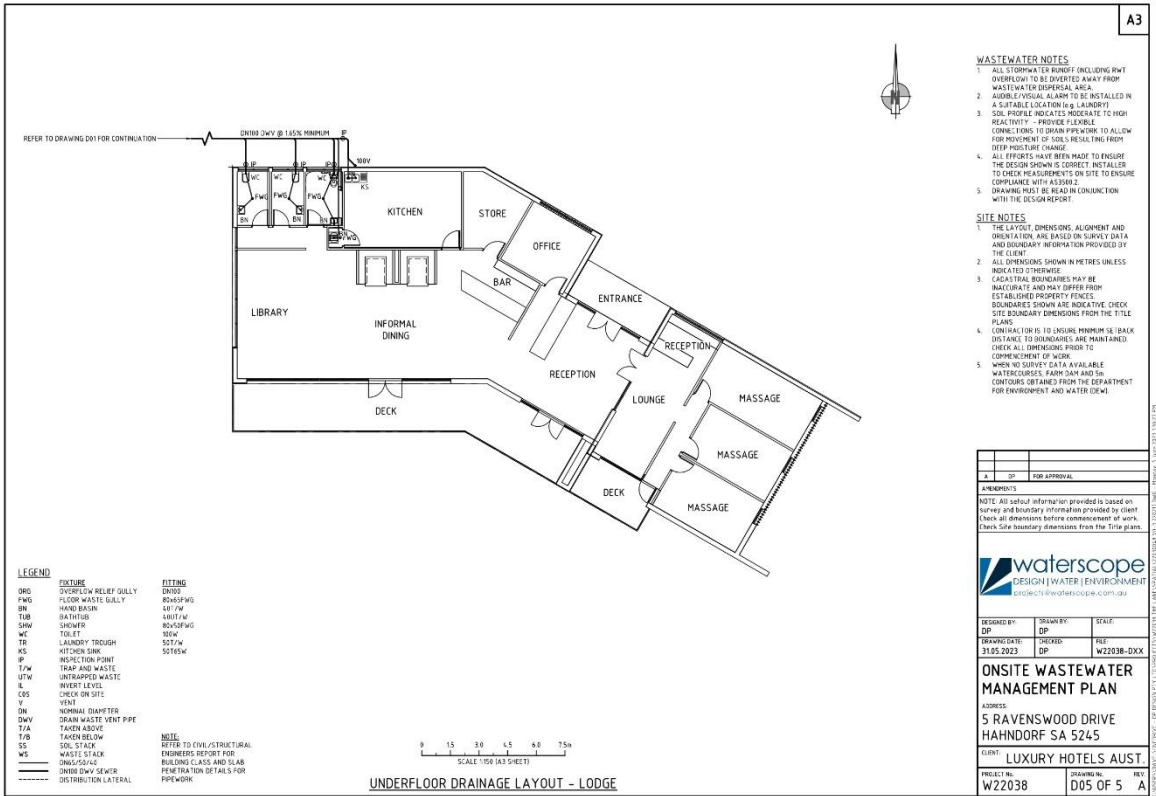 A3
WASTEWATER NOTES
1. ALL STORMWATER RUNOFF (INCLUDING RWT
OVERFLOW) TO BE DIVERTED AWAY FROM
WASTEWATER DISPERSAL AREA.
2. AUDIBLE/VISUAL ALARM TO BE INSTALLED IN
A SUITABLE LOCATION (e.g. LAUNDRY)
3. SOIL PROFILE INDICATES MODERATE TO HIGH
REACTIVITY - PROVIDE FLEXIBLE
CONNECTIONS TO DRAIN PIPEWORK TO ALLOW
FOR MOVEMENT OF SOILS RESULTING FROM
DEEP MOISTURE CHANGE.
4. ALL EFFORTS HAVE BEEN MADE TO ENSURE
THE DESIGN SHOWN IS CORRECT. INSTALLER
TO CHECK MEASUREMENTS ON SITE TO ENSURE
COMPLIANCE WITH AS3500.2.
5. DRAWING MUST BE READ IN CONJUNCTION
WITH THE DESIGN REPORT.
SITE NOTES
1. THE LAYOUT, DIMENSIONS, ALIGNMENT AND
ORIENTATION, ARE BASED ON SURVEY DATA
AND BOUNDARY INFORMATION PROVIDED BY
THE CLIENT.
2. ALL DIMENSIONS SHOWN IN METRES UNLESS
INDICATED OTHERWISE
3. CADASTRAL BOUNDARIES MAY BE
INACCURATE AND MAY DIFFER FROM
ESTABLISHED PROPERTY FENCES.
BOUNDARIES SHOWN ARE INDICATIVE. CHECK
SITE BOUNDARY DIMENSIONS FROM THE TITLE
PLANS
4. CONTRACTOR IS TO ENSURE MINIMUM SETBACK
DISTANCE TO BOUNDARIES ARE MAINTAINED.
CHECK ALL DIMENSIONS PRIOR TO
COMMENCEMENT OF WORK.
5. WHEN NO SURVEY DATA AVAILABLE
WATERCOURSES, FARM DAM AND 5m
CONTOURS OBTAINED FROM THE DEPARTMENT
FOR ENVIRONMENT AND WATER (DEW).
N
REFER TO DRAWING D01 FOR CONTINUATION
DN100 DWV @ 1.65% MINIMUM
IP
100V
IP IP IP
WC WC WC
KS
FWG FWG FWG
BN BN BN
BN
FWG
KITCHEN
STORE
OFFICE
BAR
ENTRANCE
LIBRARY
INFORMAL
DINING
RECEPTION
RECEPTION
LOUNGE
MASSAGE
MASSAGE
MASSAGE
DECK
DECK
LEGEND
FIXTURE FITTING
ORG OVERFLOW RELIEF GULLY DN100
FWG FLOOR WASTE GULLY 80x65FWG
BN HAND BASIN 40T/W
TUB BATHTUB 40UT/W
SHW SHOWER 80x50FWG
WC TOILET 100W
TR LAUNDRY TROUGH 50T/W
KS KITCHEN SINK 50T65W
IP INSPECTION POINT
T/W TRAP AND WASTE
UTW UNTRAPPED WASTE
IL INVERT LEVEL
COS CHECK ON SITE
V VENT
DN NOMINAL DIAMETER
DWV DRAIN WASTE VENT PIPE
T/A TAKEN ABOVE
T/B TAKEN BELOW
SS SOIL STACK
WS WASTE STACK
DN65/50/40
DN100 DWV SEWER
DISTRIBUTION LATERAL
NOTE:
REFER TO CIVIL/STRUCTURAL
ENGINEERS REPORT FOR
BUILDING CLASS AND SLAB
PENETRATION DETAILS FOR
PIPEWORK
0 1.5 3.0 4.5 6.0 7.5m
SCALE 1:150 (A3 SHEET)
UNDERFLOOR DRAINAGE LAYOUT - LODGE
A DP FOR APPROVAL
AMENDMENTS
NOTE: All setout information provided is based on
survey and boundary information provided by client.
Check all dimensions before commencement of work.
Check Site boundary dimensions from the Title plans.
waterscope
DESIGN | WATER | ENVIRONMENT
projects@waterscope.com.au
DESIGNED BY: DRAWN BY: SCALE:
DP DP
DRAWING DATE: CHECKED: FILE:
31.05.2023 DP W22038-DXX
ONSITE WASTEWATER
MANAGEMENT PLAN
ADDRESS:
5 RAVENSWOOD DRIVE
HAHNDORF SA 5245
CLIENT: LUXURY HOTELS AUST.
PROJECT No. DRAWING No. REV.
W22038 D05 OF 5 A